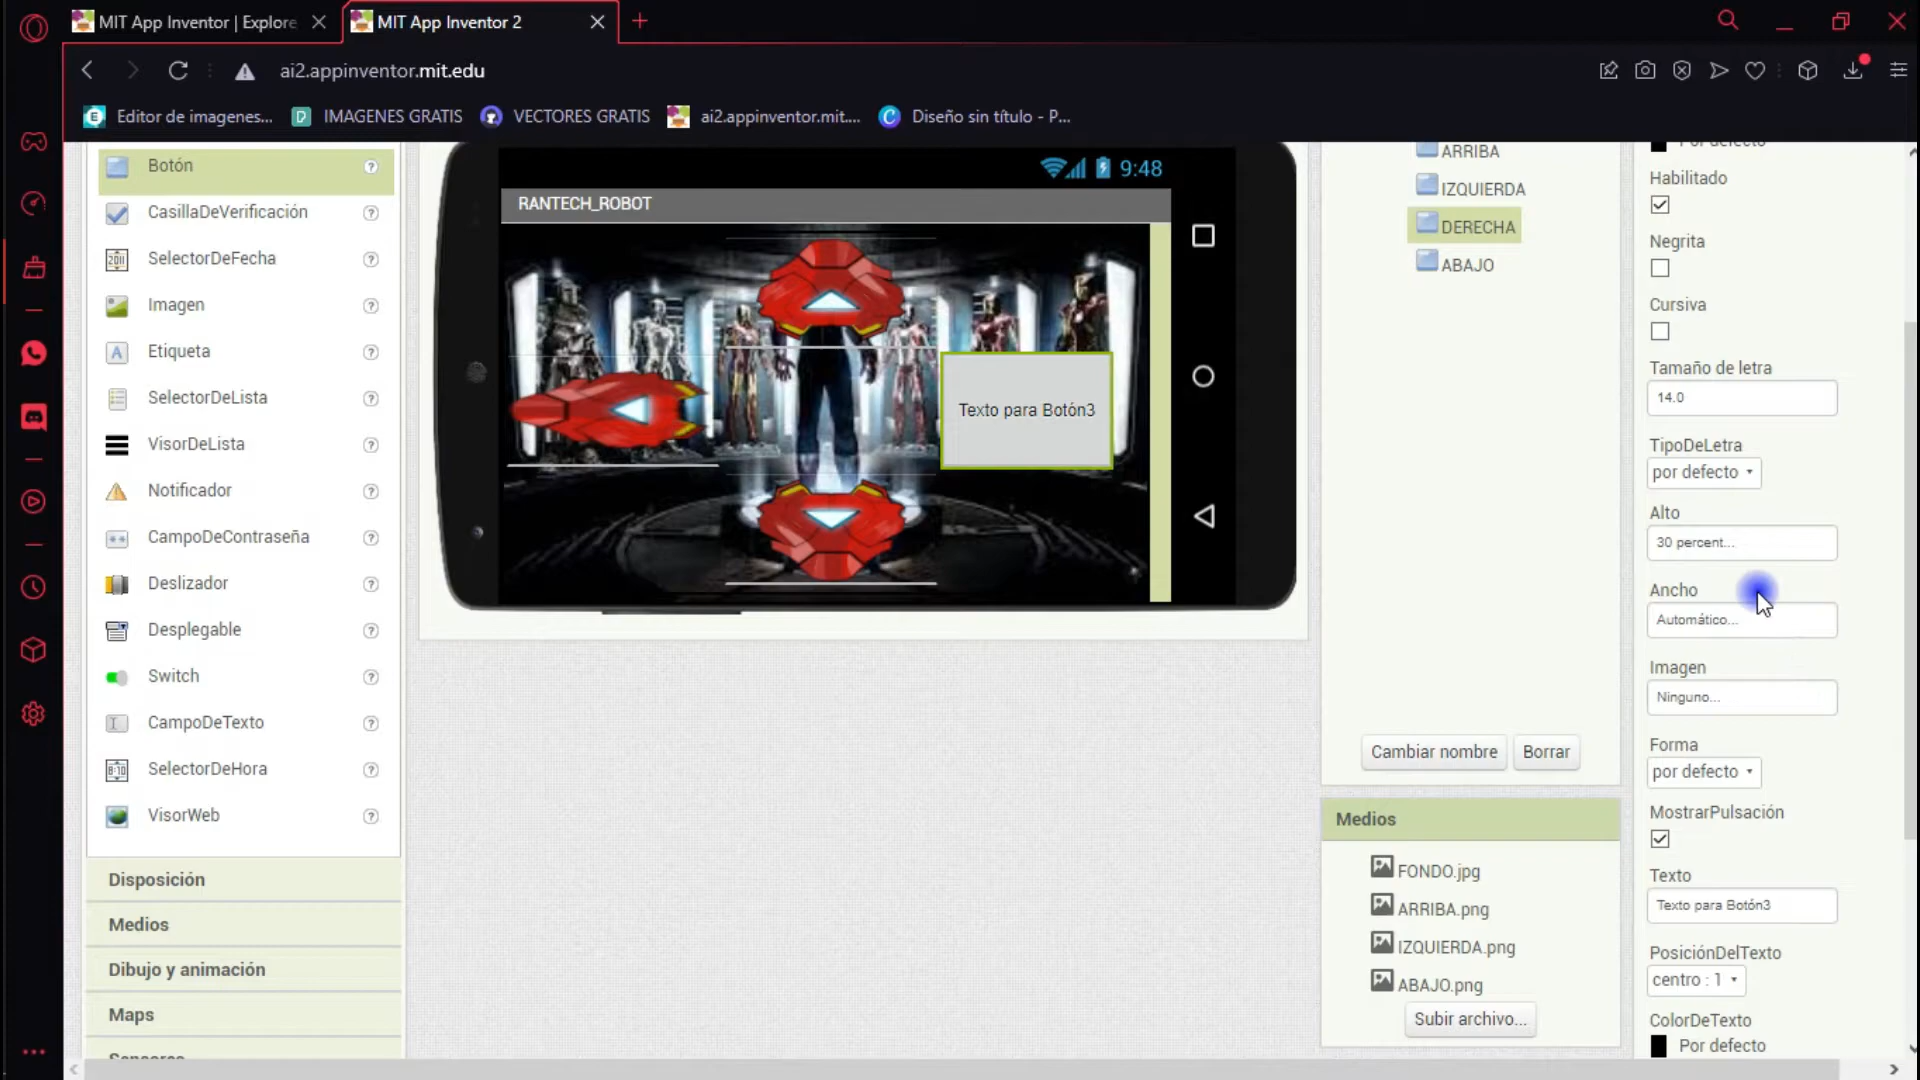 MIT App Inventor | Explore
MIT App Inventor 2
ai2.appinventor.mit.edu
Editor de imagenes...
IMAGENES GRATIS
VECTORES GRATIS
ai2.appinventor.mit....
Diseño sin título - P...
Botón
CasillaDeVerificación
SelectorDeFecha
Imagen
Etiqueta
SelectorDeLista
VisorDeLista
Notificador
CampoDeContraseña
Deslizador
Desplegable
Switch
CampoDeTexto
SelectorDeHora
VisorWeb
Disposición
Medios
Dibujo y animación
Maps
Sensores
9:48
RANTECH_ROBOT
Texto para Botón3
ARRIBA
IZQUIERDA
DERECHA
ABAJO
Cambiar nombre
Borrar
Medios
FONDO.jpg
ARRIBA.png
IZQUIERDA.png
ABAJO.png
Subir archivo...
Por defecto
Habilitado
Negrita
Cursiva
Tamaño de letra
14.0
TipoDeLetra
por defecto
Alto
30 percent...
Ancho
Automático...
Imagen
Ninguno...
Forma
por defecto
MostrarPulsación
Texto
Texto para Botón3
PosiciónDelTexto
centro : 1
ColorDeTexto
Por defecto